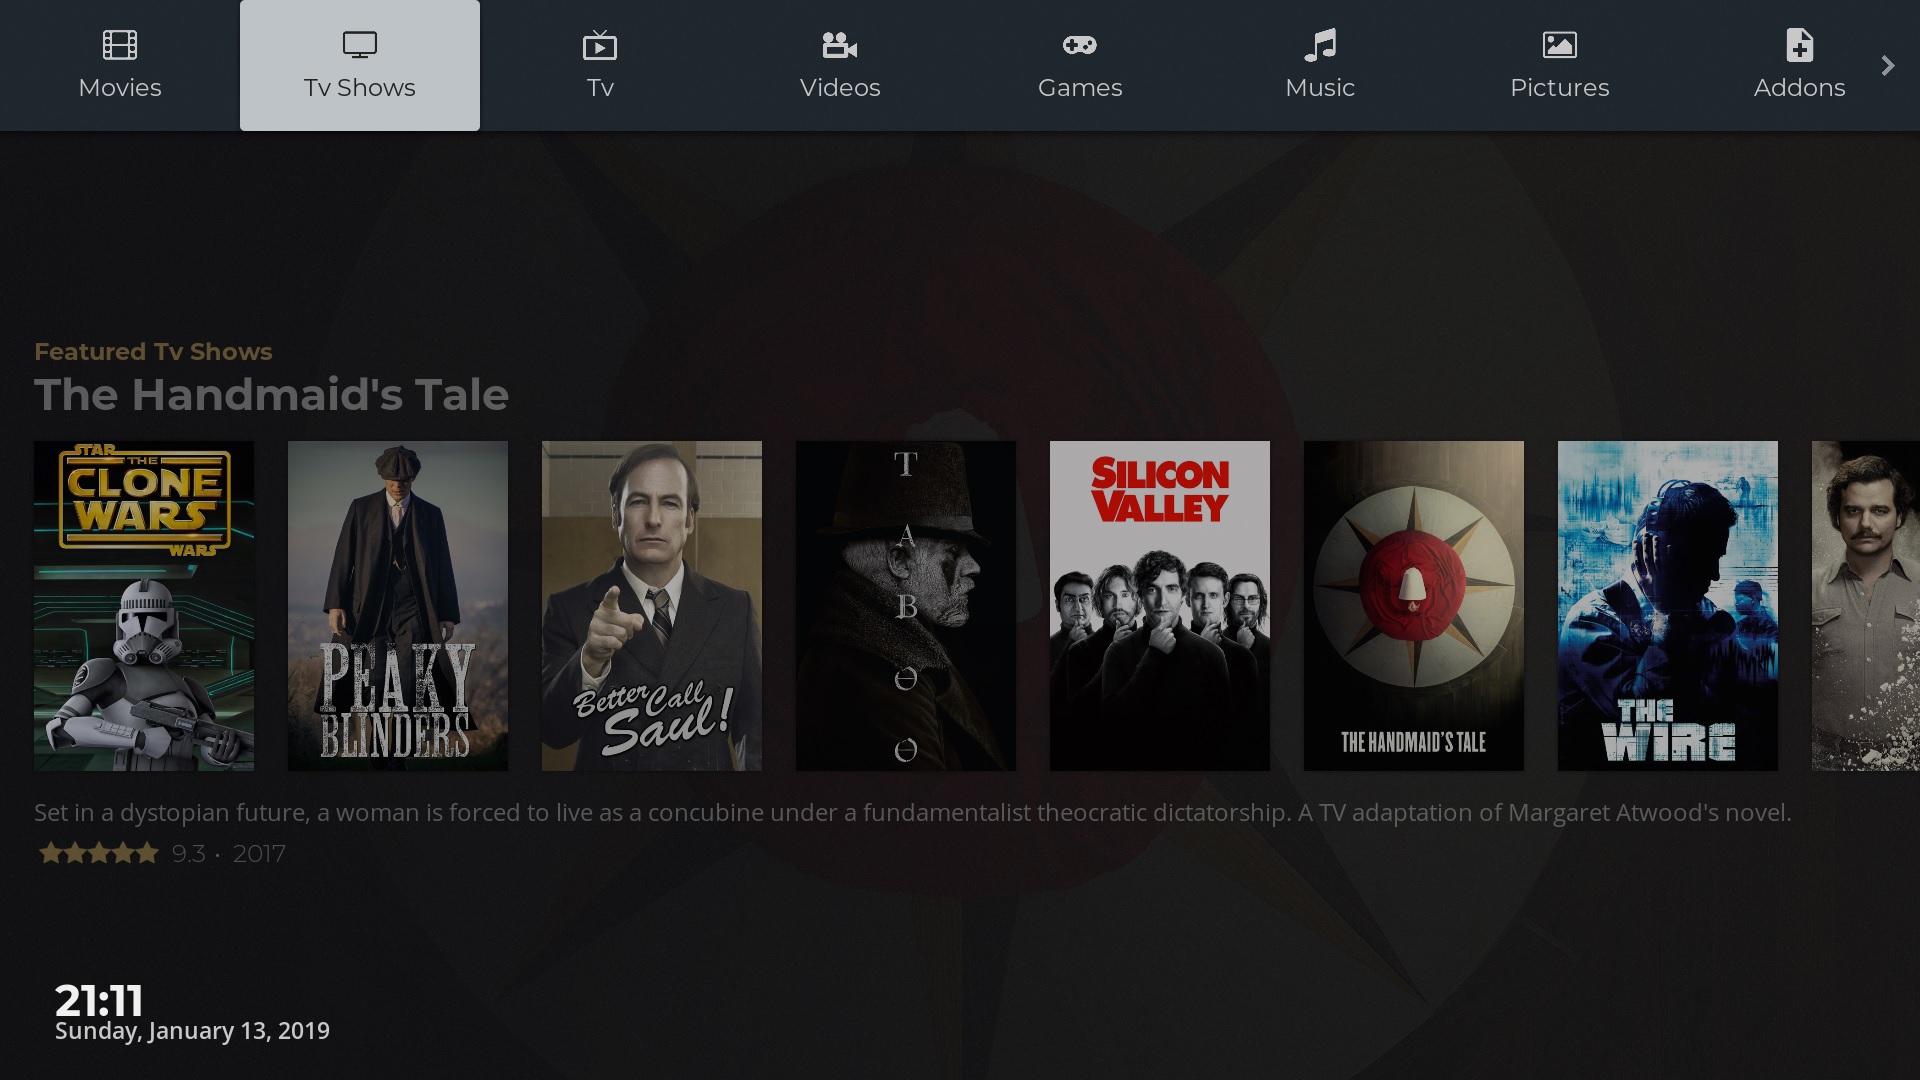 Movies
Tv Shows
Tv
Videos
Games
Music
Pictures
Addons
Featured Tv Shows
The Handmaid's Tale
STAR
THE
CLONE
WARS
WARS
PEAKY
BLINDERS
Better Call
Saul!
T
A
B
O
O
SILICON
VALLEY
THE HANDMAID'S TALE
THE
WIRE
Set in a dystopian future, a woman is forced to live as a concubine under a fundamentalist theocratic dictatorship. A TV adaptation of Margaret Atwood's novel.
9.3 • 2017
21:11
Sunday, January 13, 2019